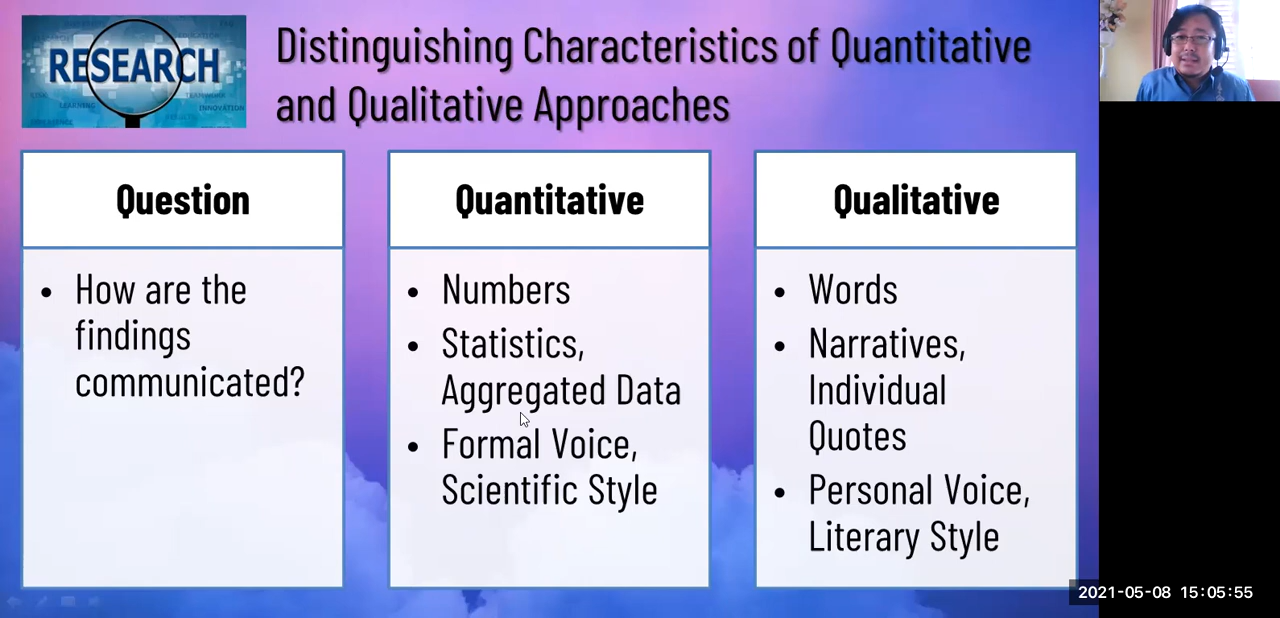 RESEARCH
LEARNING
INNOVATION
Distinguishing Characteristics of Quantitative
and Qualitative Approaches
Question
• How are the
findings
communicated?
Quantitative
• Numbers
• Statistics,
Aggregated Data
• Formal Voice,
Scientific Style
Qualitative
• Words
• Narratives,
Individual
Quotes
• Personal Voice,
Literary Style
2021-05-08 15:05:55